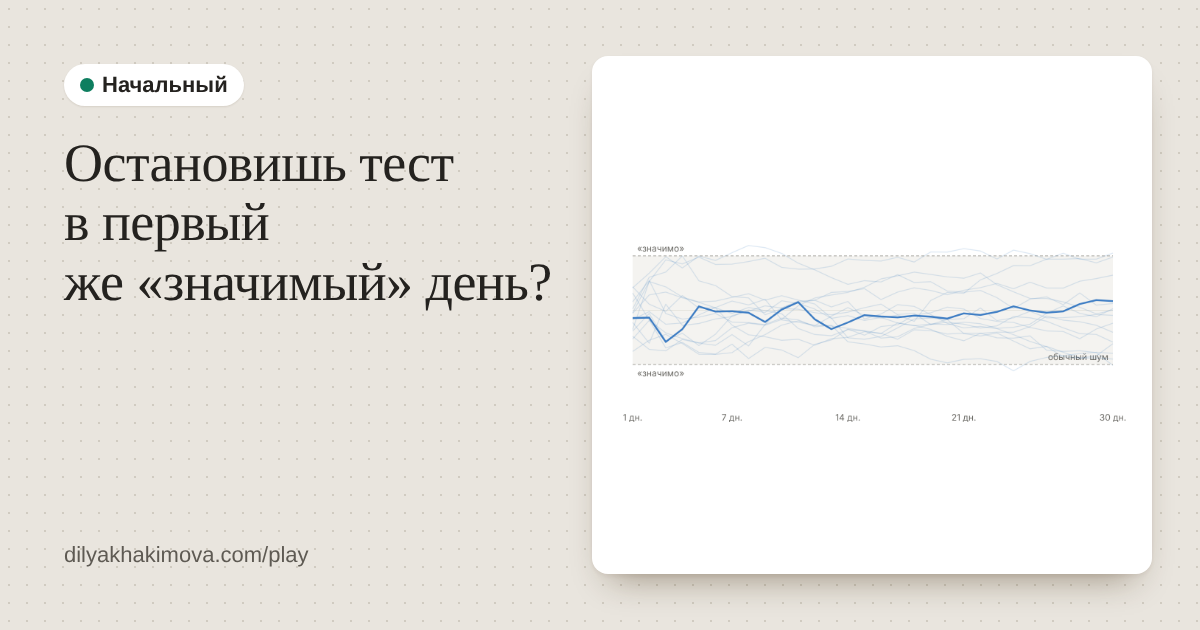 Начальный
Остановишь тест
в первый
же «значимый» день?
dilyakhakimova.com/play
«значимо»
обычный шум
«значимо»
1 дн. 7 дн. 14 дн. 21 дн. 30 дн.